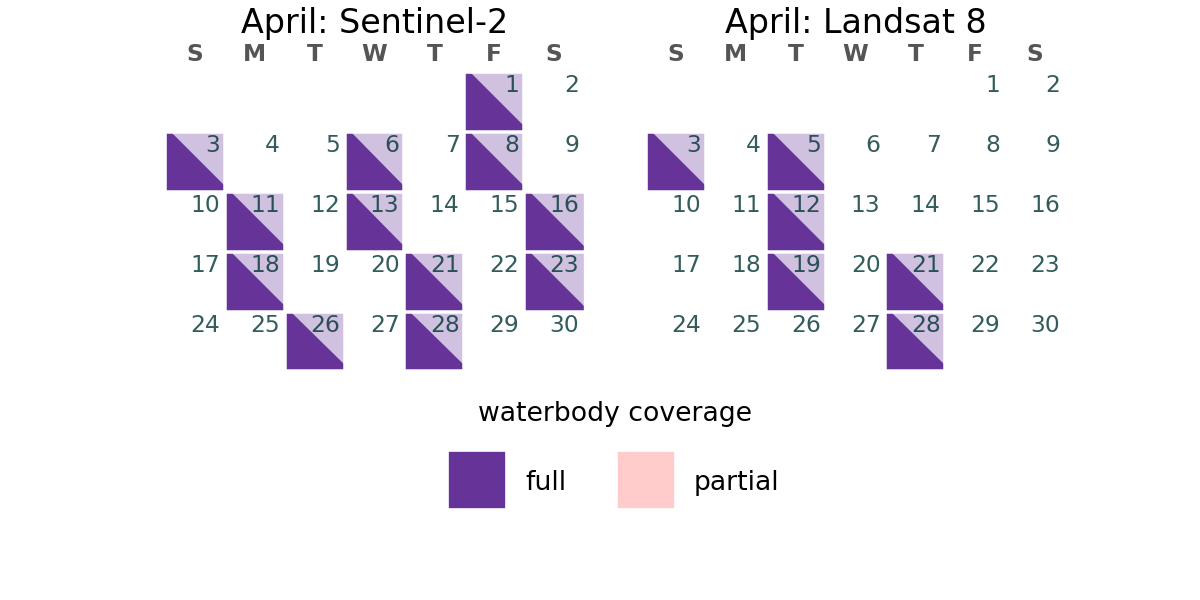 April: Sentinel-2
S M T W T F S
1 2
3 4 5 6 7 8 9
10 11 12 13 14 15 16
17 18 19 20 21 22 23
24 25 26 27 28 29 30
April: Landsat 8
S M T W T F S
1 2
3 4 5 6 7 8 9
10 11 12 13 14 15 16
17 18 19 20 21 22 23
24 25 26 27 28 29 30
waterbody coverage
full partial